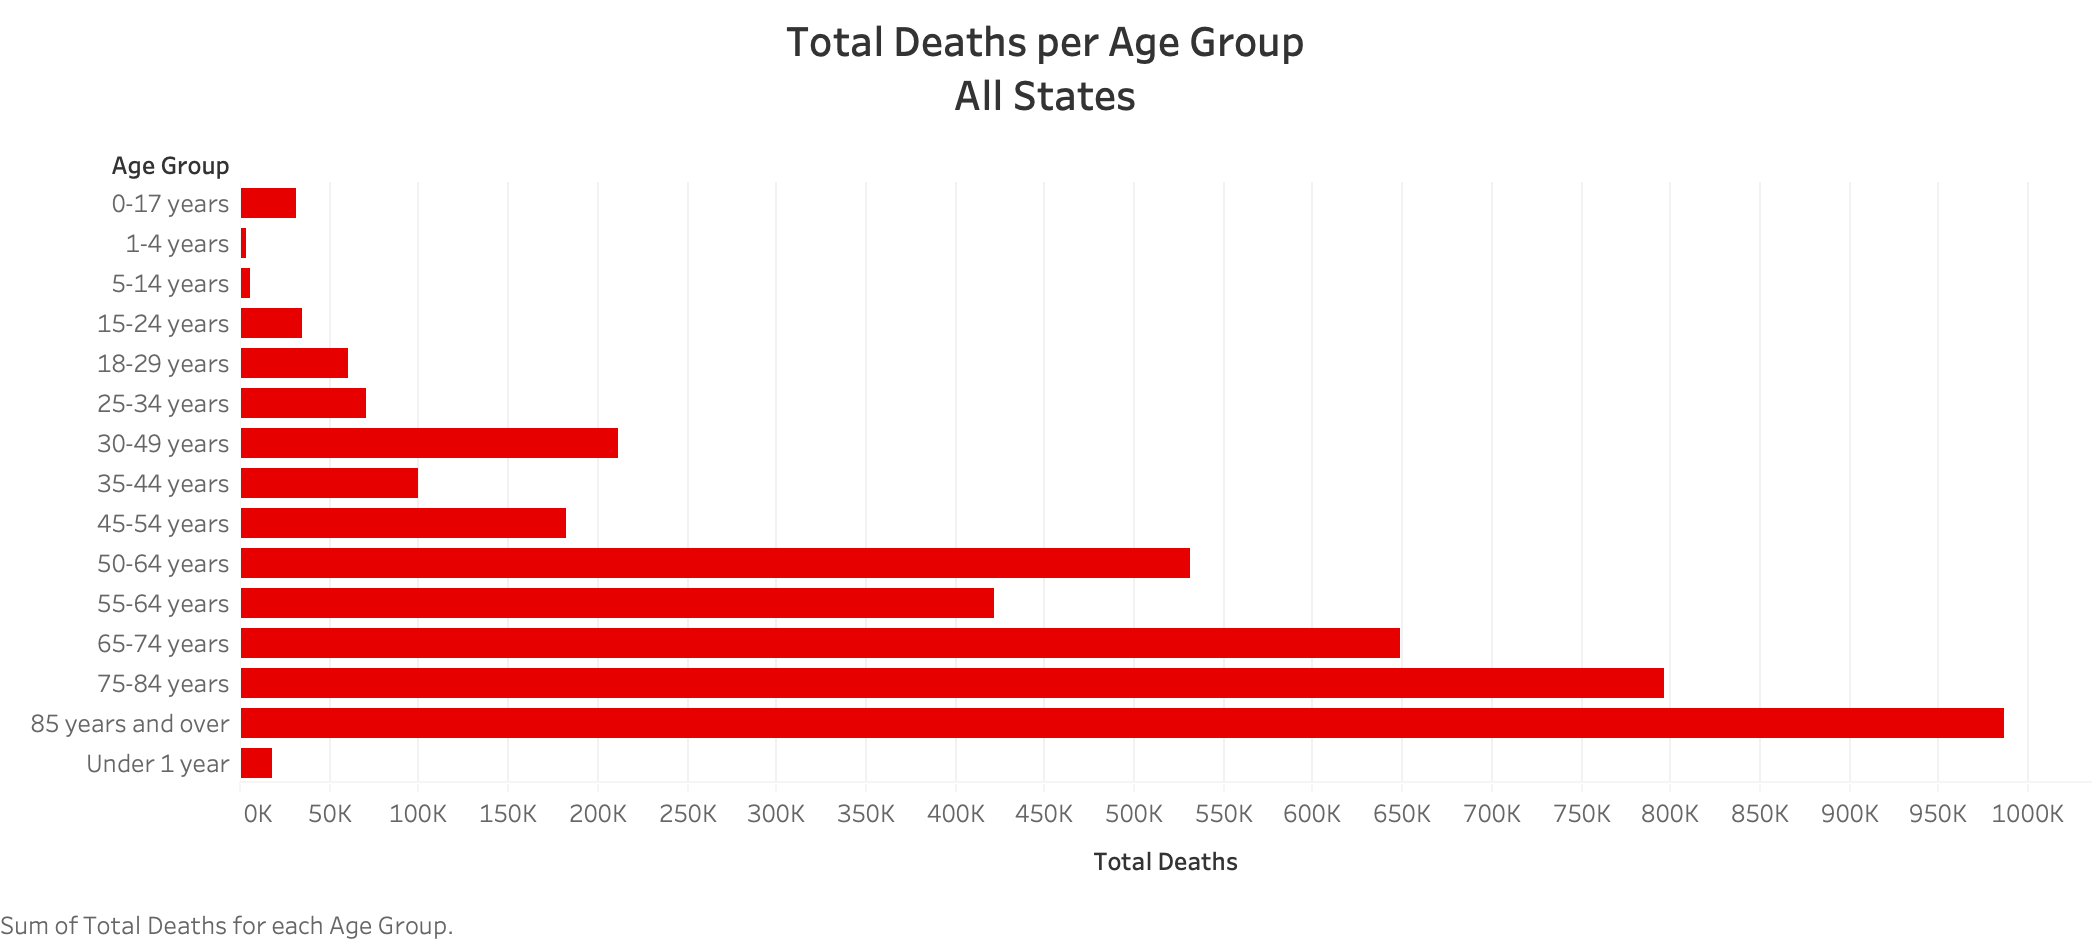 Total Deaths per Age Group
All States
Age Group
0-17 years
1-4 years
5-14 years
15-24 years
18-29 years
25-34 years
30-49 years
35-44 years
45-54 years
50-64 years
55-64 years
65-74 years
75-84 years
85 years and over
Under 1 year
0K 50K 100K 150K 200K 250K 300K 350K 400K 450K 500K 550K 600K 650K 700K 750K 800K 850K 900K 950K 1000K
Total Deaths
Sum of Total Deaths for each Age Group.